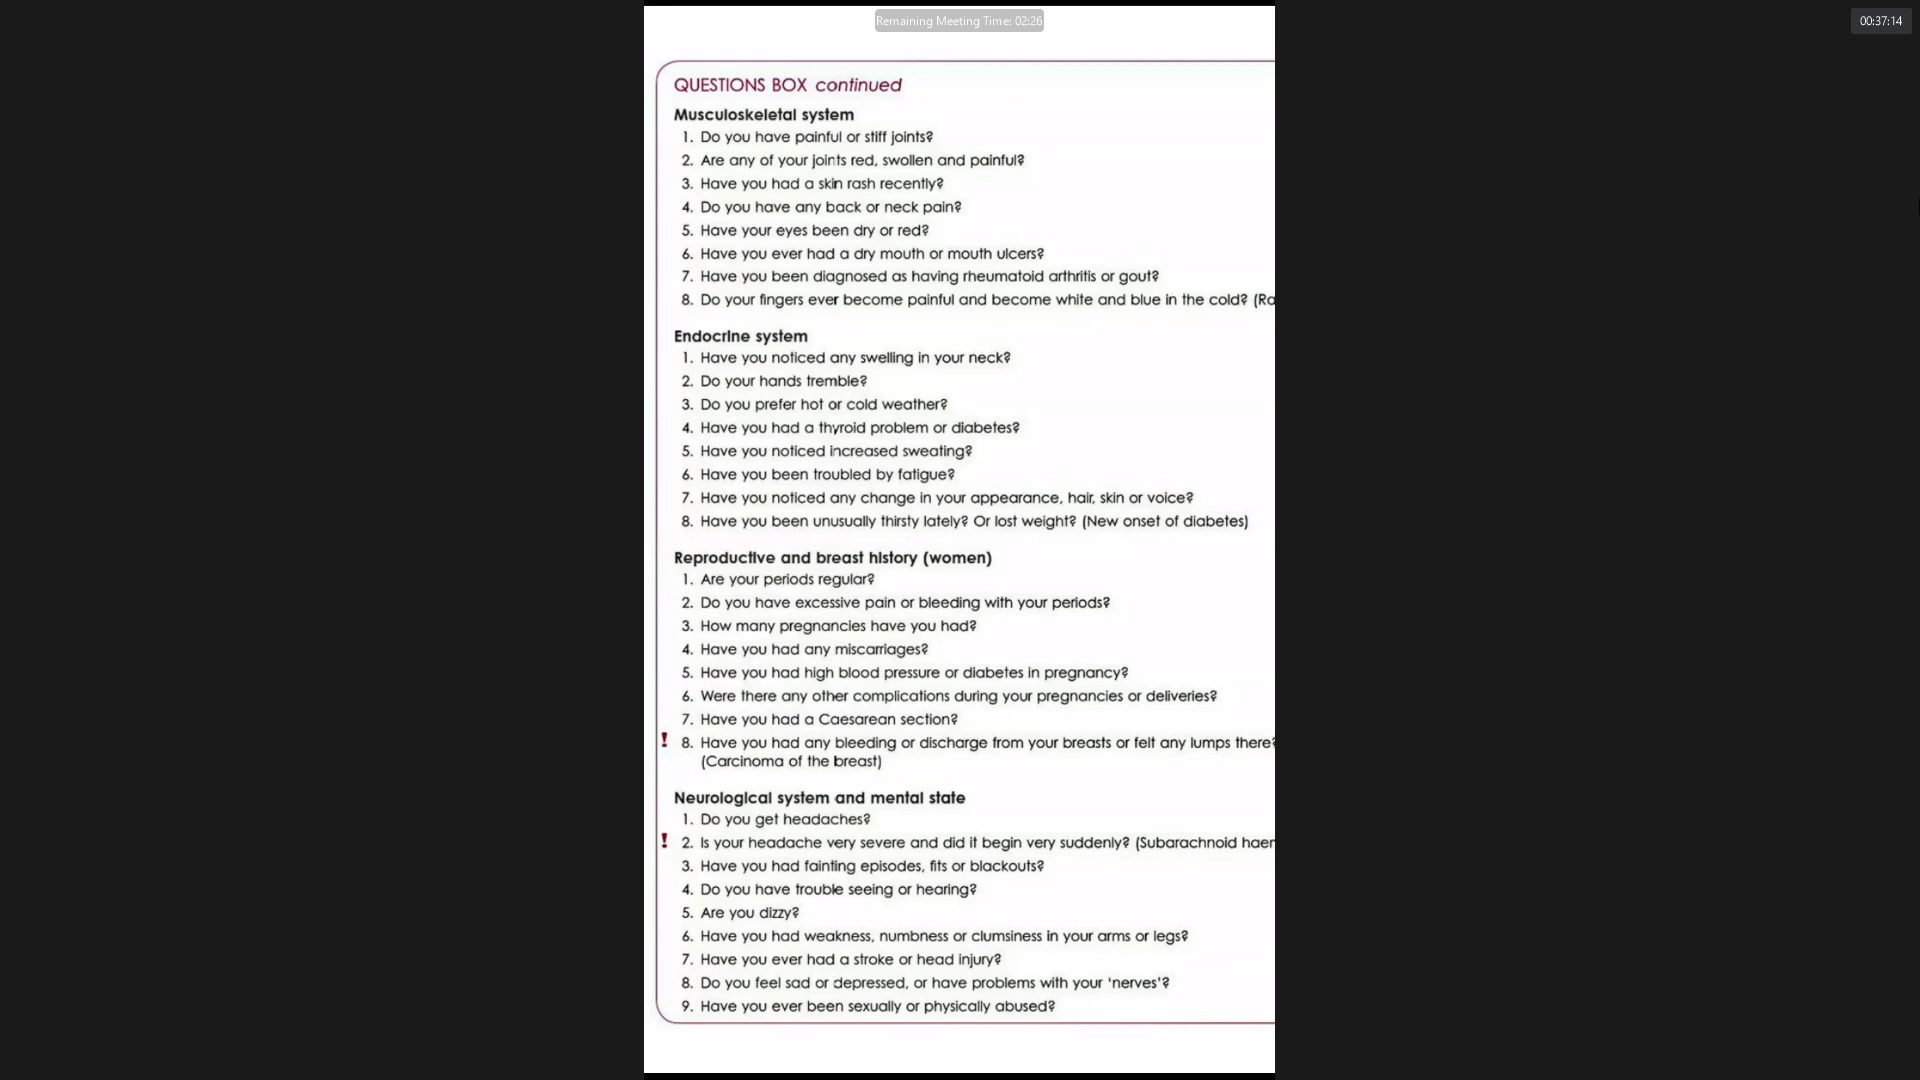 Remaining Meeting Time: 02:26
00:37:14
QUESTIONS BOX continued
Musculoskeletal system
1. Do you have painful or stiff joints?
2. Are any of your joints red, swollen and painful?
3. Have you had a skin rash recently?
4. Do you have any back or neck pain?
5. Have your eyes been dry or red?
6. Have you ever had a dry mouth or mouth ulcers?
7. Have you been diagnosed as having rheumatoid arthritis or gout?
8. Do your fingers ever become painful and become white and blue in the cold? (Ra
Endocrine system
1. Have you noticed any swelling in your neck?
2. Do your hands tremble?
3. Do you prefer hot or cold weather?
4. Have you had a thyroid problem or diabetes?
5. Have you noticed increased sweating?
6. Have you been troubled by fatigue?
7. Have you noticed any change in your appearance, hair, skin or voice?
8. Have you been unusually thirsty lately? Or lost weight? (New onset of diabetes)
Reproductive and breast history (women)
1. Are your periods regular?
2. Do you have excessive pain or bleeding with your periods?
3. How many pregnancies have you had?
4. Have you had any miscarriages?
5. Have you had high blood pressure or diabetes in pregnancy?
6. Were there any other complications during your pregnancies or deliveries?
7. Have you had a Caesarean section?
! 8. Have you had any bleeding or discharge from your breasts or felt any lumps there?
(Carcinoma of the breast)
Neurological system and mental state
1. Do you get headaches?
! 2. Is your headache very severe and did it begin very suddenly? (Subarachnoid haem
3. Have you had fainting episodes, fits or blackouts?
4. Do you have trouble seeing or hearing?
5. Are you dizzy?
6. Have you had weakness, numbness or clumsiness in your arms or legs?
7. Have you ever had a stroke or head injury?
8. Do you feel sad or depressed, or have problems with your ‘nerves’?
9. Have you ever been sexually or physically abused?